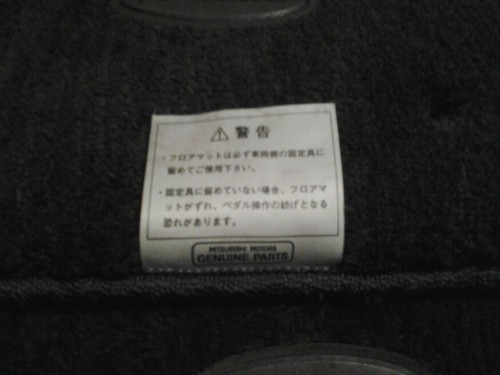 ⚠警告
・フロアマットは必ず車両側の固定具に
留めてご使用下さい。
・固定具に留めていない場合、フロアマ
ットがずれ、ペダル操作の妨げとなる
恐れがあります。
MITSUBISHI MOTORS
GENUINE PARTS